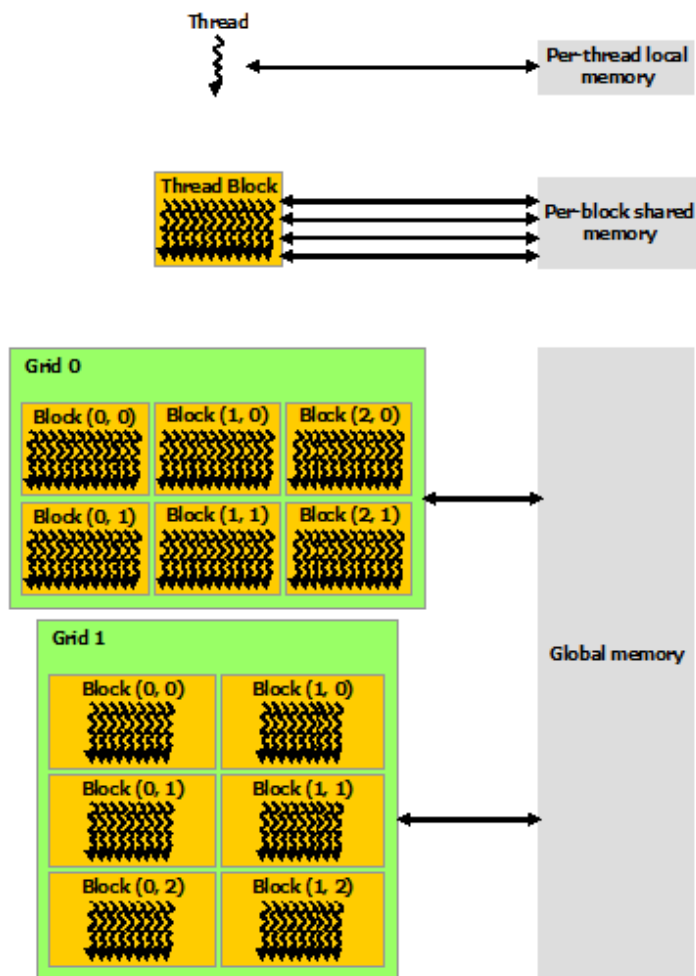 Thread
Per-thread local
memory
Thread Block
Per-block shared
memory
Grid 0
Block (0, 0) Block (1, 0) Block (2, 0)
Block (0, 1) Block (1, 1) Block (2, 1)
Global memory
Grid 1
Block (0, 0) Block (1, 0)
Block (0, 1) Block (1, 1)
Block (0, 2) Block (1, 2)